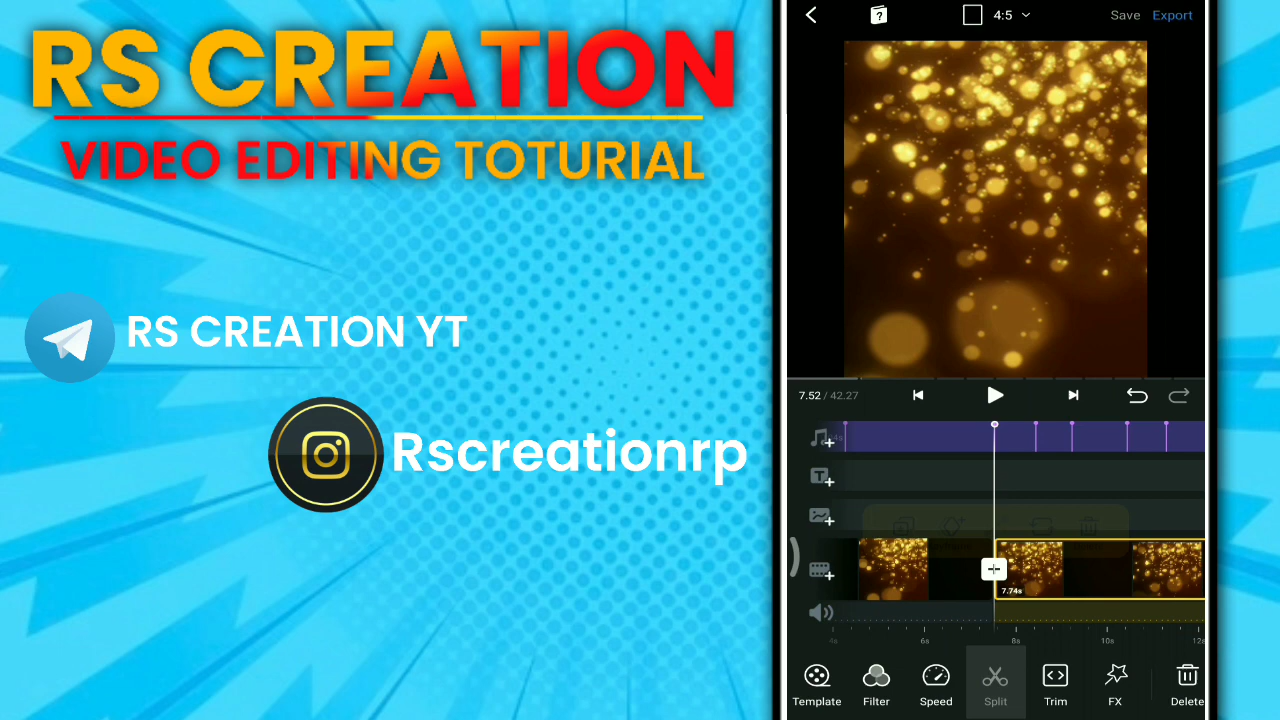 RS CREATION
VIDEO EDITING TOTURIAL
RS CREATION YT
Rscreationrp
4:5
Save
Export
7.52 / 42.27
7.74s
4s
6s
8s
10s
Template
Filter
Speed
Split
Trim
FX
Delete